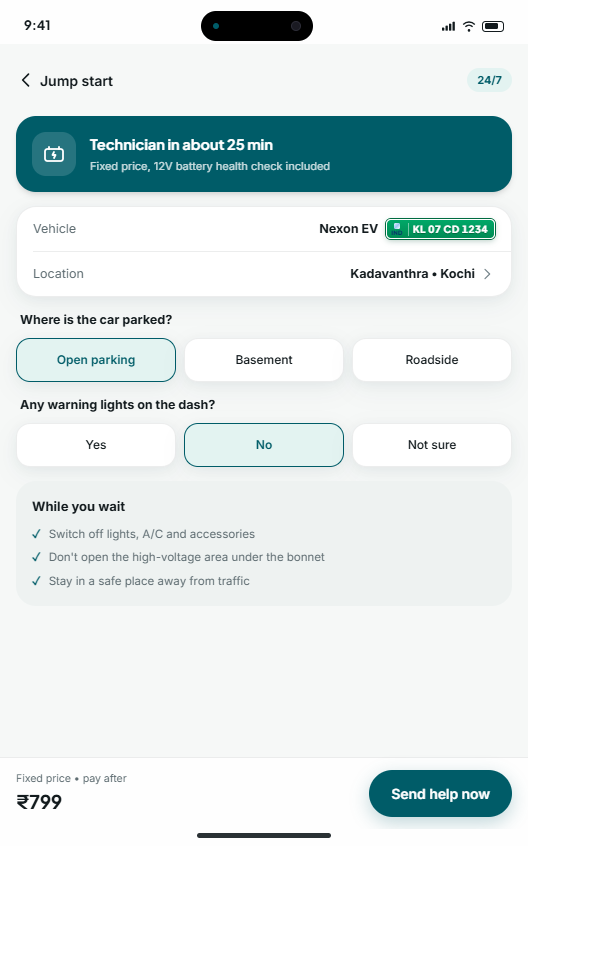 9:41
Jump start
24/7
Technician in about 25 min
Fixed price, 12V battery health check included
Vehicle
Nexon EV
IND KL 07 CD 1234
Location
Kadavanthra • Kochi
Where is the car parked?
Open parking
Basement
Roadside
Any warning lights on the dash?
Yes
No
Not sure
While you wait
✓ Switch off lights, A/C and accessories
✓ Don't open the high-voltage area under the bonnet
✓ Stay in a safe place away from traffic
Fixed price • pay after
₹799
Send help now